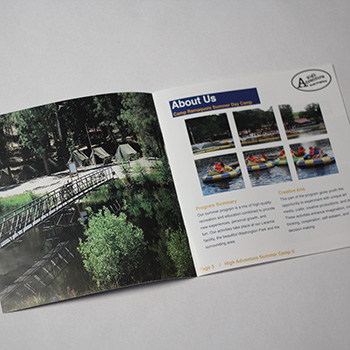 About Us
Camp Ramaquois Summer Day Camp
Program Summary
Our summer program is a mix of high quality
recreation and education combined to provide
new experiences, personal growth, and
fun. Our activities take place at our Lanama
facility, the beautiful Washington Park and the
surrounding area.
Creative Arts
This part of the program gives youth the
opportunity to experiment with unique art
media, crafts, creative productions, and
These activities enhance imagination, c
thinking, cooperation, self-esteem, and
decision making
Page 3 / High Adventure Summer Camp